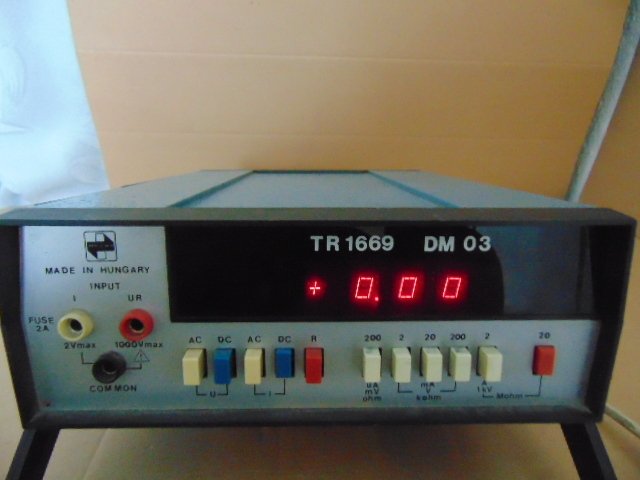 TR 1669 DM 03
+ 0.00
MADE IN HUNGARY
INPUT
I UR
FUSE
2A
2Vmax 1000Vmax
COMMON
AC DC AC DC R
U I
200 2 20 200 2 20
uA mA A
mV V 1kV
ohm kohm Mohm